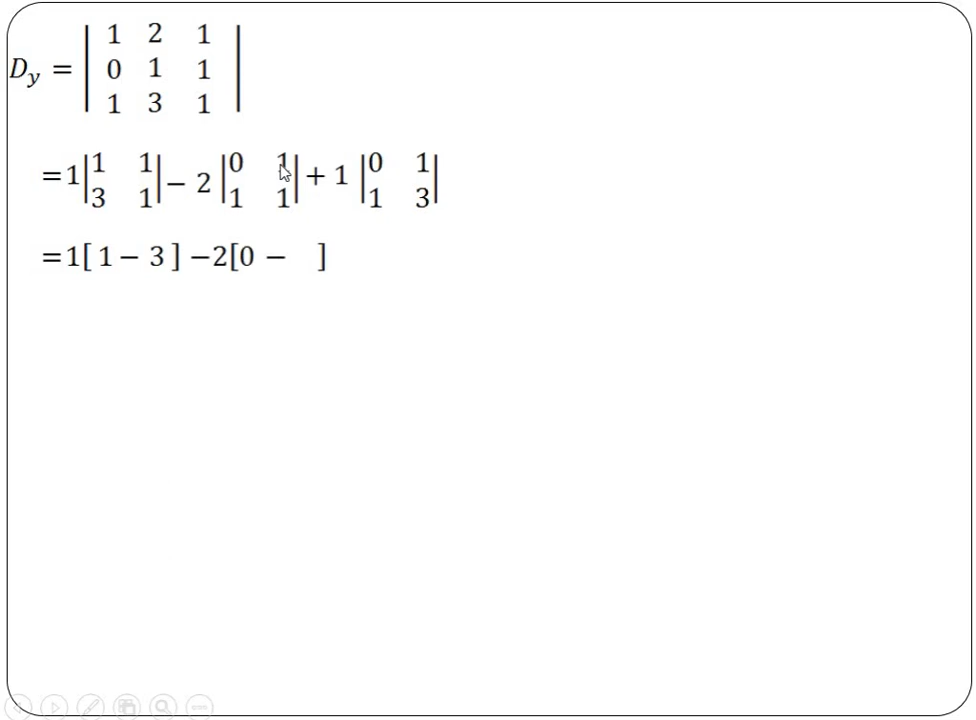 D_y = | 1 2 1 |
| 0 1 1 |
| 1 3 1 |
= 1 | 1 1 | − 2 | 0 1 | + 1 | 0 1 |
| 3 1 | | 1 1 | | 1 3 |
= 1[ 1 − 3 ] − 2[0 − ]